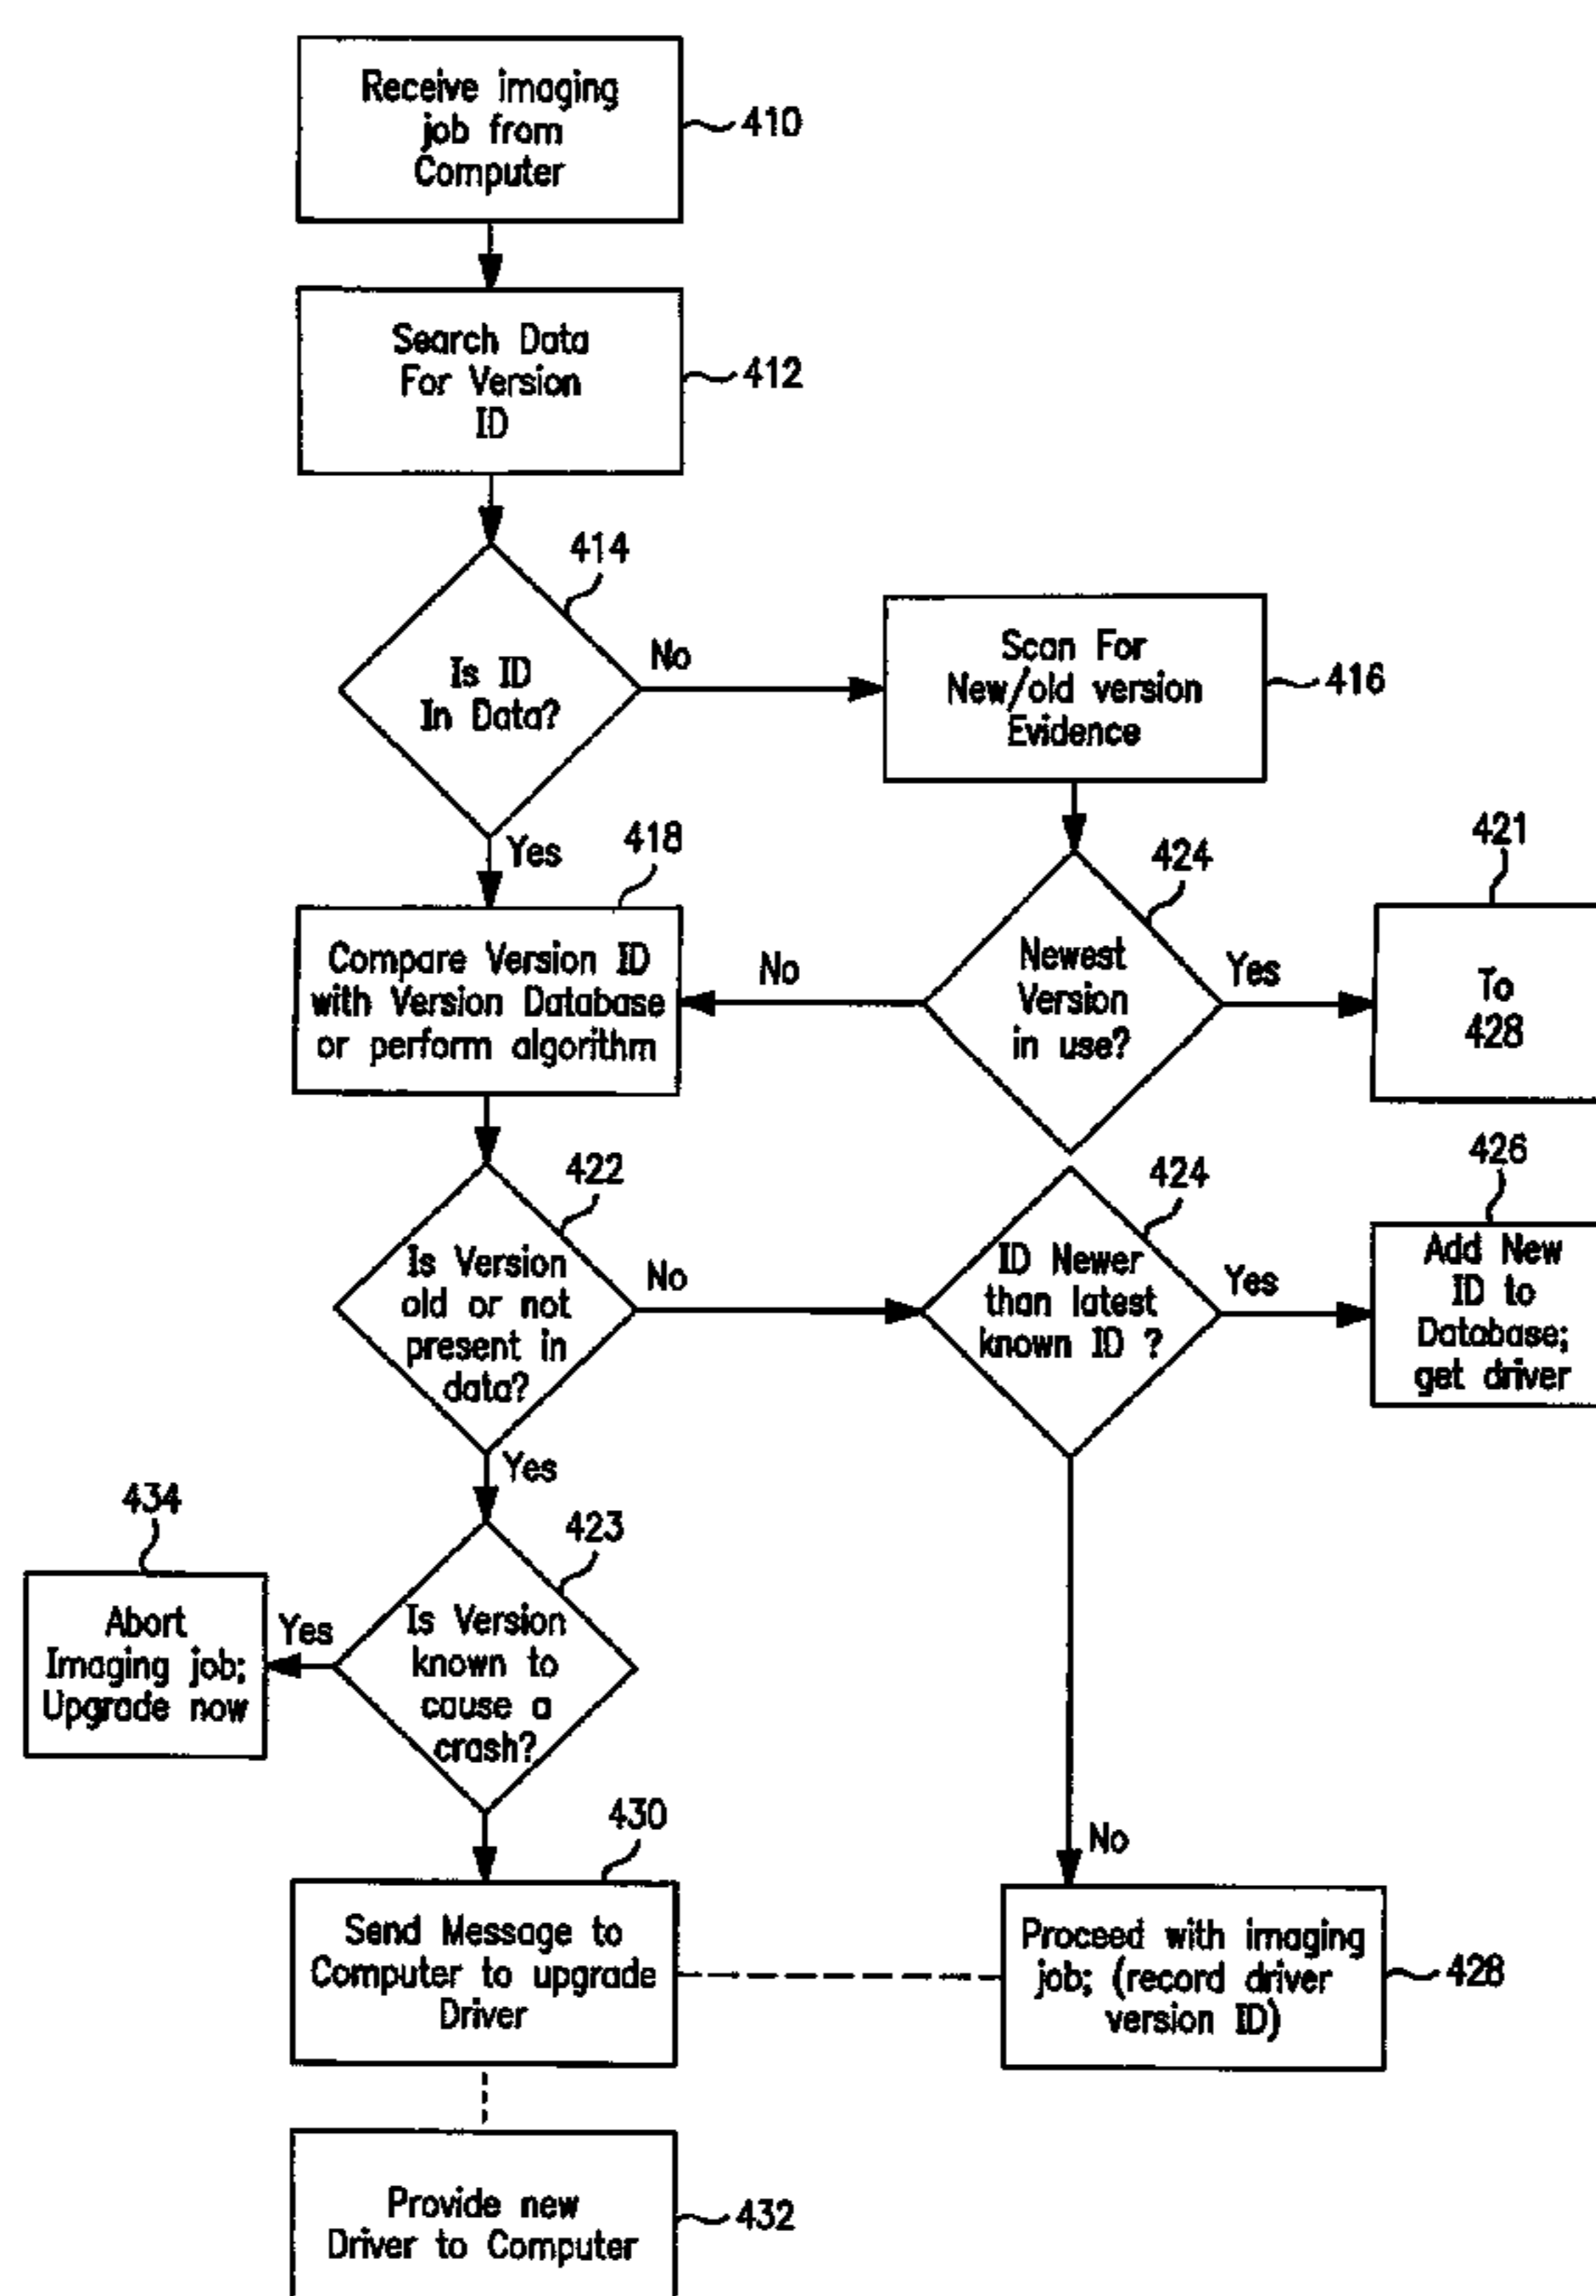 Receive imaging
job from
Computer
410
Search Data
For Version
ID
412
414
Is ID
In Data?
No
Yes
Scan For
New/old version
Evidence
416
418
Compare Version ID
with Version Database
or perform algorithm
No
424
Newest
Version
in use?
Yes
421
To
428
422
Is Version
old or not
present in
data?
No
Yes
424
ID Newer
than latest
known ID ?
Yes
426
Add New
ID to
Database;
get driver
434
Abort
Imaging job;
Upgrade now
Yes
423
Is Version
known to
cause a
crash?
430
Send Message to
Computer to upgrade
Driver
No
Proceed with imaging
job; (record driver
version ID)
428
Provide new
Driver to Computer
432